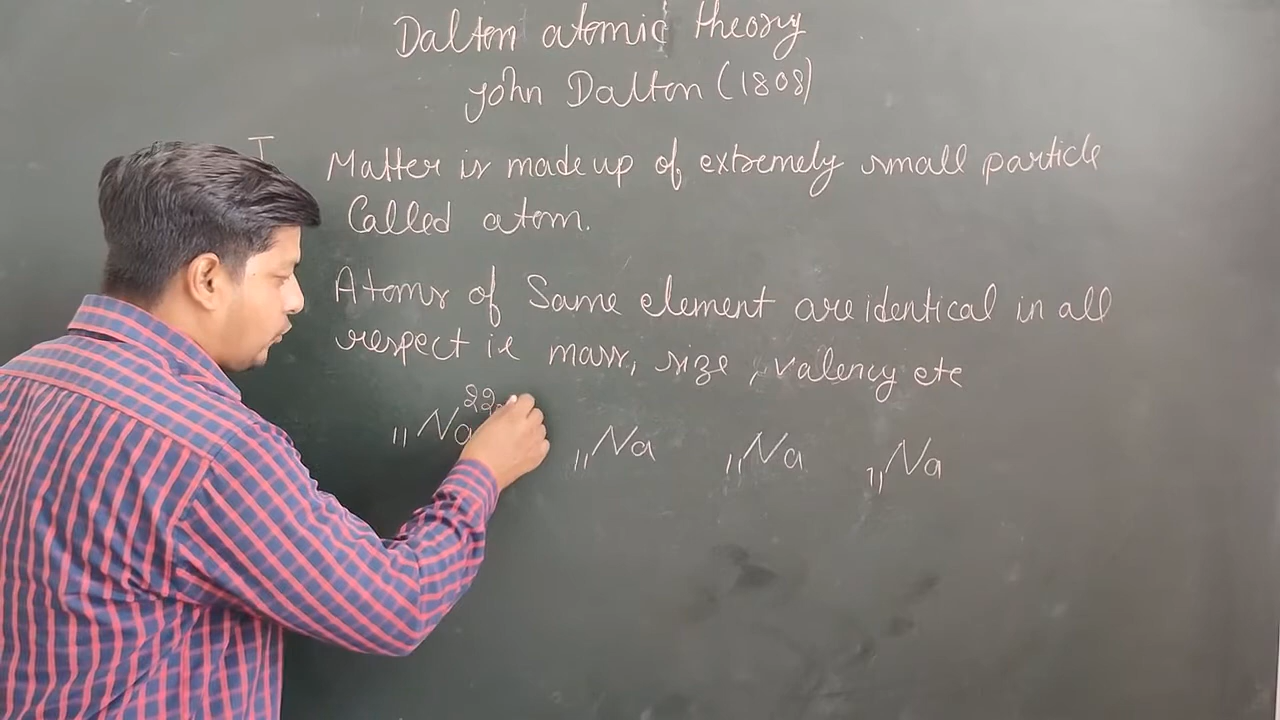 Dalton atomic theory
John Dalton (1808)
I Matter is made up of extremely small particle
Called atom.
Atoms of Same element are identical in all
respect ie mass, size, valency etc
11Na22 11Na 11Na 11Na